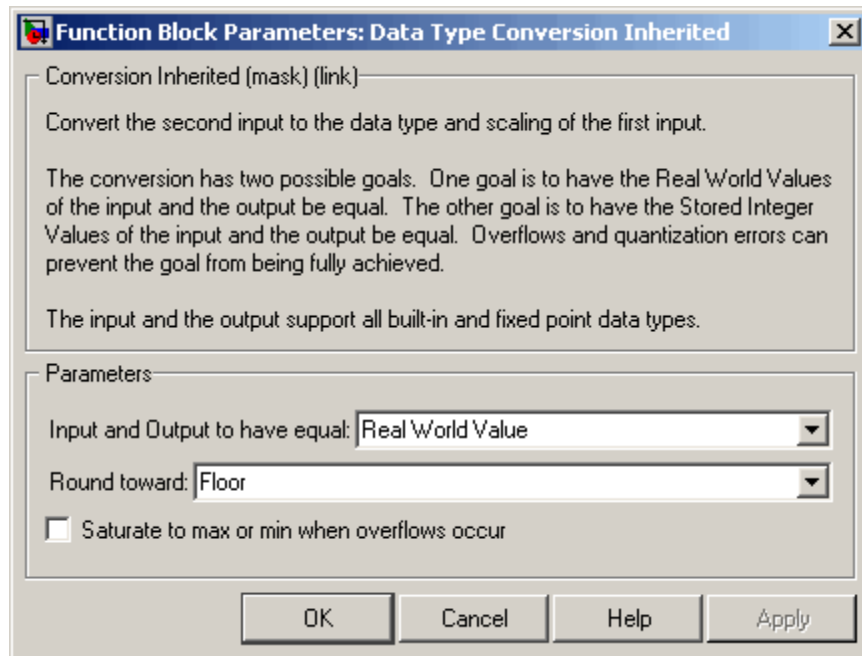 Function Block Parameters: Data Type Conversion Inherited
Conversion Inherited (mask) (link)
Convert the second input to the data type and scaling of the first input.
The conversion has two possible goals.  One goal is to have the Real World Values
of the input and the output be equal.  The other goal is to have the Stored Integer
Values of the input and the output be equal.  Overflows and quantization errors can
prevent the goal from being fully achieved.
The input and the output support all built-in and fixed point data types.
Parameters
Input and Output to have equal: Real World Value
Round toward: Floor
Saturate to max or min when overflows occur
OK Cancel Help Apply